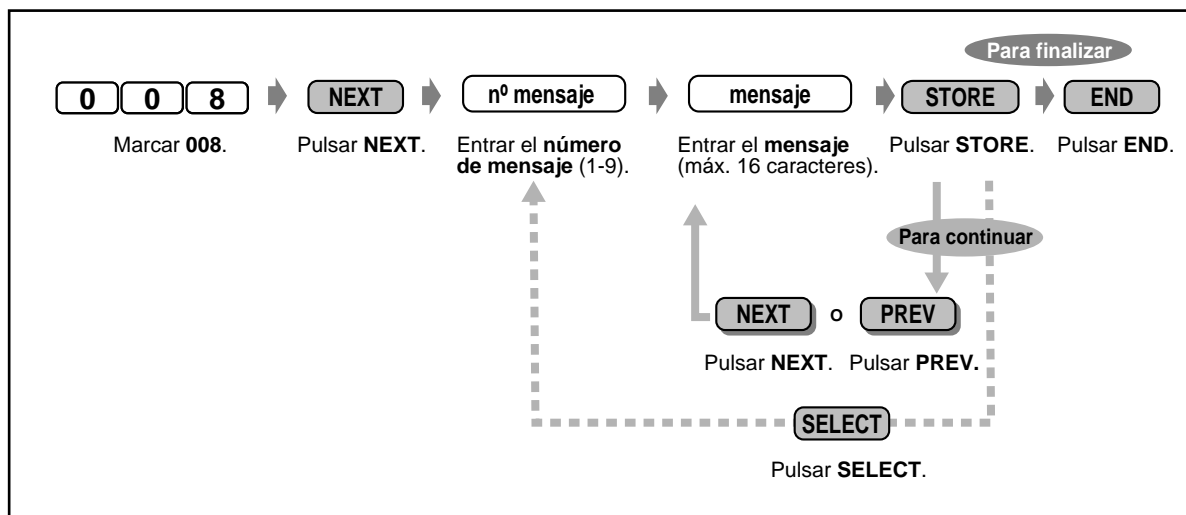 Para finalizar
0 0 8 NEXT nº mensaje mensaje STORE END
Marcar 008. Pulsar NEXT. Entrar el número Entrar el mensaje Pulsar STORE. Pulsar END.
de mensaje (1-9). (máx. 16 caracteres).
Para continuar
NEXT o PREV
Pulsar NEXT. Pulsar PREV.
SELECT
Pulsar SELECT.